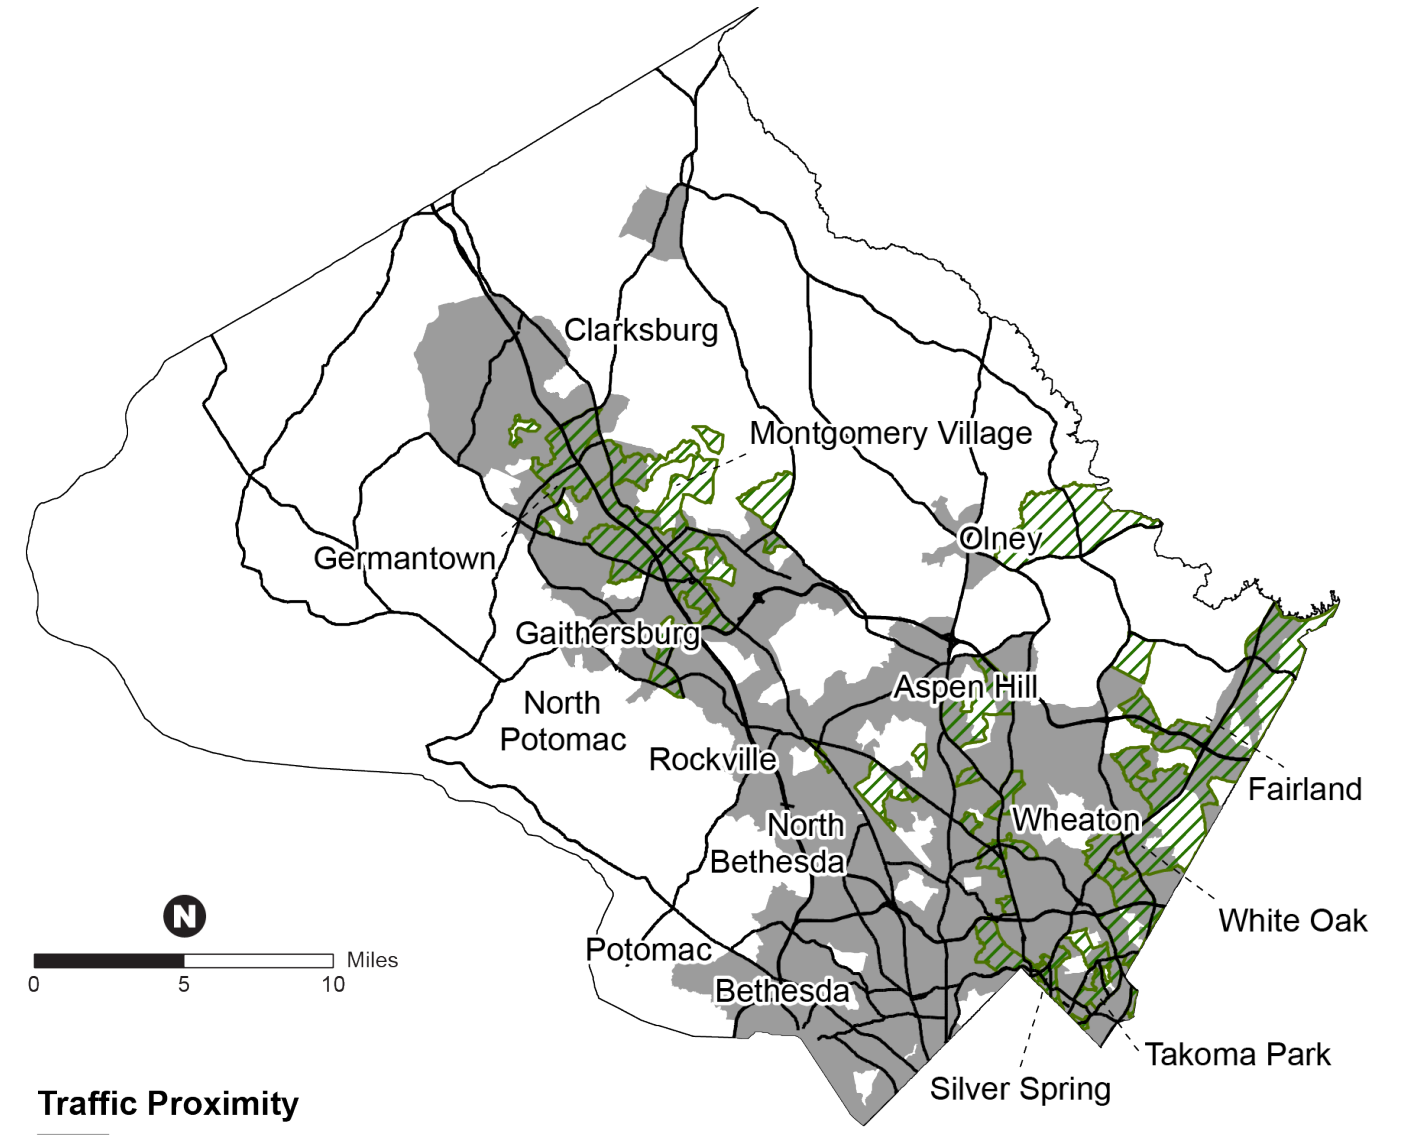 Clarksburg
Montgomery Village
Olney
Germantown
Gaithersburg
Aspen Hill
North
Potomac
Rockville
Fairland
North
Bethesda
Wheaton
White Oak
N
Potomac
Miles
0
5
10
Bethesda
Takoma Park
Silver Spring
Traffic Proximity